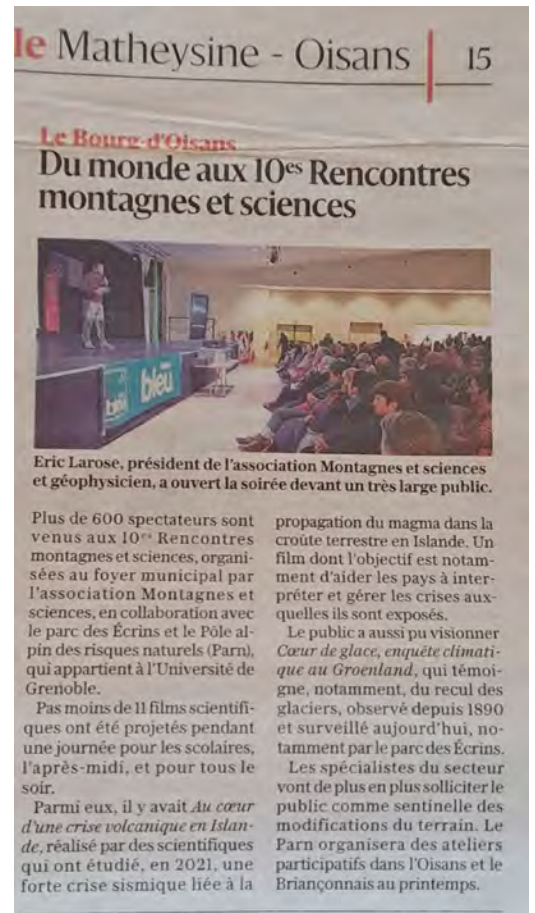 le Matheysine - Oisans | 15
Le Bourg-d'Oisans
Du monde aux 10es Rencontres
montagnes et sciences
bleu
bleu
Eric Larose, président de l'association Montagnes et sciences
et géophysicien, a ouvert la soirée devant un très large public.
Plus de 600 spectateurs sont
venus aux 10es Rencontres
montagnes et sciences, organi-
sées au foyer municipal par
l'association Montagnes et
sciences, en collaboration avec
le parc des Écrins et le Pôle al-
pin des risques naturels (Parn),
qui appartient à l'Université de
Grenoble.
Pas moins de 11 films scientifi-
ques ont été projetés pendant
une journée pour les scolaires,
l'après-midi, et pour tous le
soir.
Parmi eux, il y avait Au cœur
d'une crise volcanique en Islan-
de, réalisé par des scientifiques
qui ont étudié, en 2021, une
forte crise sismique liée à la
propagation du magma dans la
croûte terrestre en Islande. Un
film dont l'objectif est notam-
ment d'aider les pays à inter-
préter et gérer les crises aux-
quelles ils sont exposés.
Le public a aussi pu visionner
Cœur de glace, enquête climati-
que au Groenland, qui témoi-
gne, notamment, du recul des
glaciers, observé depuis 1890
et surveillé aujourd'hui, no-
tamment par le parc des Écrins.
Les spécialistes du secteur
vont de plus en plus solliciter le
public comme sentinelle des
modifications du terrain. Le
Parn organisera des ateliers
participatifs dans l'Oisans et le
Briançonnais au printemps.